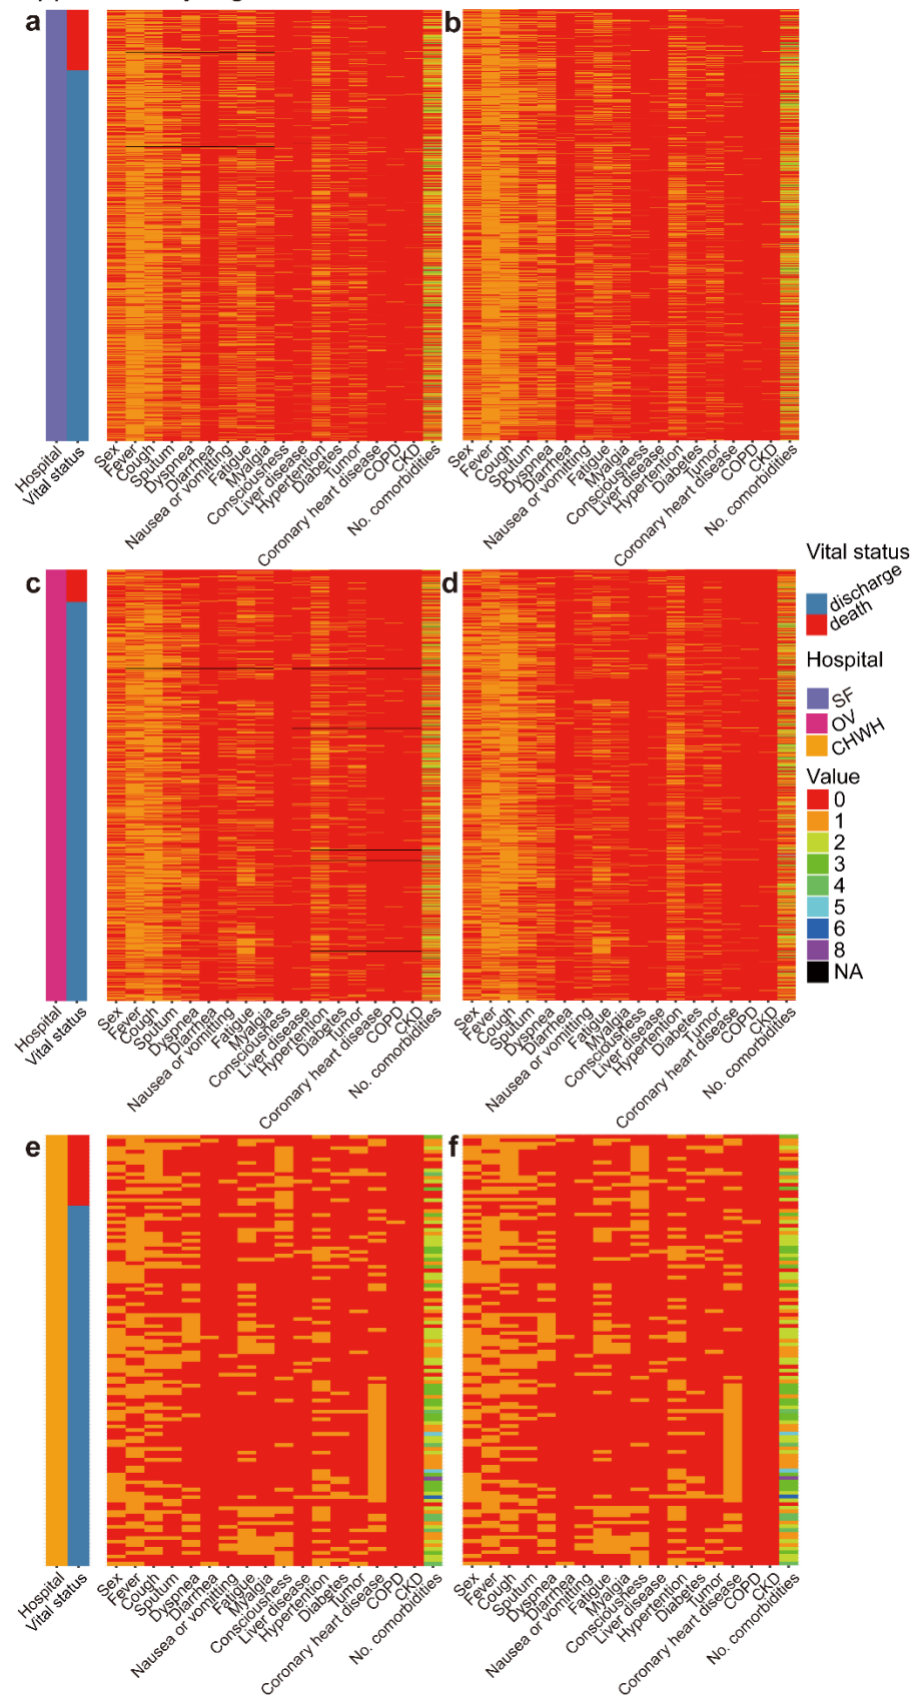 a
b
Hospital
Vital status
Sex
Fever
Cough
Sputum
Dyspnea
Diarrhea
Nausea or vomitting
Fatigue
Myalgia
Consciousness
Liver disease
Hypertention
Diabetes
Tumor
Coronary heart disease
COPD
CKD
No. comorbidities
Sex
Fever
Cough
Sputum
Dyspnea
Diarrhea
Nausea or vomitting
Fatigue
Myalgia
Consciousness
Liver disease
Hypertention
Diabetes
Tumor
Coronary heart disease
COPD
CKD
No. comorbidities
c
d
Hospital
Vital status
Sex
Fever
Cough
Sputum
Dyspnea
Diarrhea
Nausea or vomitting
Fatigue
Myalgia
Consciousness
Liver disease
Hypertention
Diabetes
Tumor
Coronary heart disease
COPD
CKD
No. comorbidities
Sex
Fever
Cough
Sputum
Dyspnea
Diarrhea
Nausea or vomitting
Fatigue
Myalgia
Consciousness
Liver disease
Hypertention
Diabetes
Tumor
Coronary heart disease
COPD
CKD
No. comorbidities
Vital status
discharge
death
Hospital
SF
OV
CHWH
Value
0
1
2
3
4
5
6
8
NA
e
f
Hospital
Vital status
Sex
Fever
Cough
Sputum
Dyspnea
Diarrhea
Nausea or vomitting
Fatigue
Myalgia
Consciousness
Liver disease
Hypertention
Diabetes
Tumor
Coronary heart disease
COPD
CKD
No. comorbidities
Sex
Fever
Cough
Sputum
Dyspnea
Diarrhea
Nausea or vomitting
Fatigue
Myalgia
Consciousness
Liver disease
Hypertention
Diabetes
Tumor
Coronary heart disease
COPD
CKD
No. comorbidities